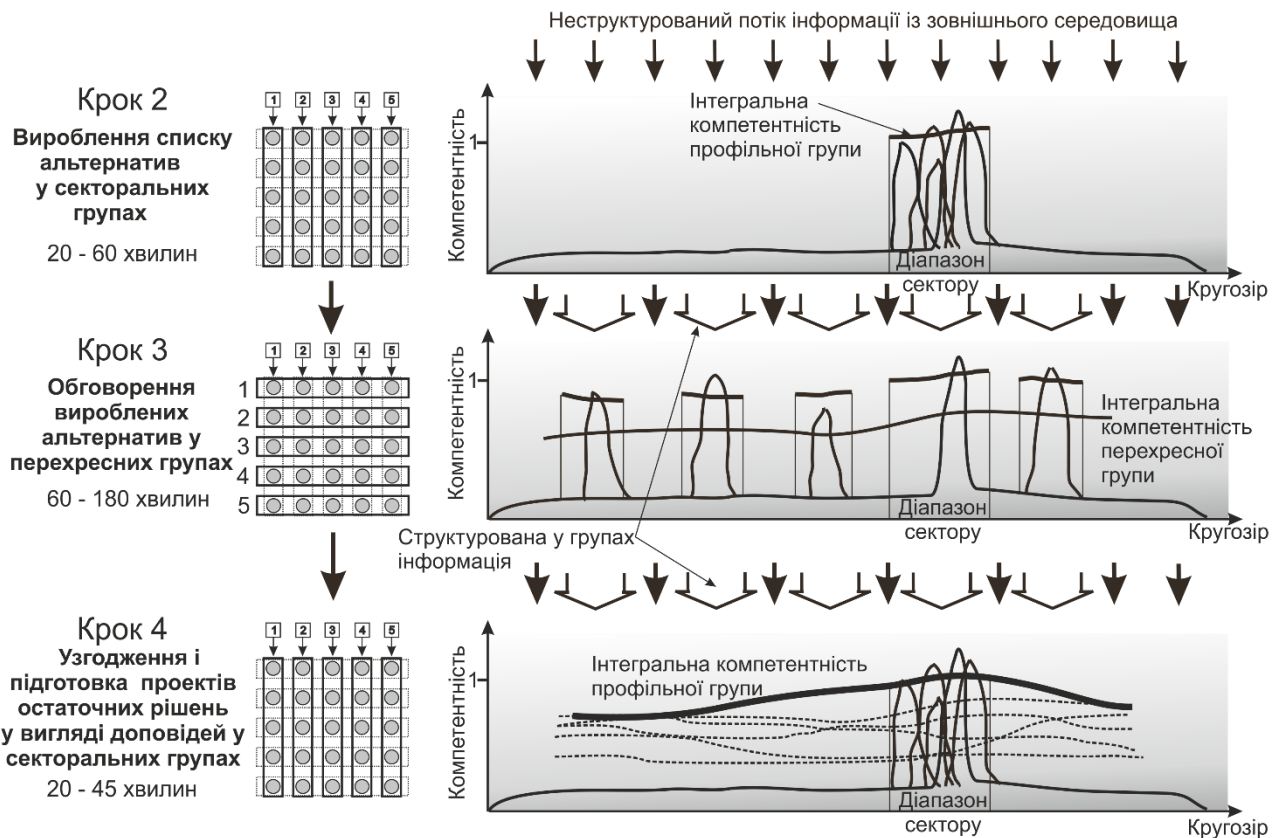 Неструктурований потік інформації із зовнішнього середовища
Крок 2
Вироблення списку
альтернатив
у секторальних
групах
20 - 60 хвилин
1 2 3 4 5
Компетентність
1
Інтегральна
компетентність
профільної групи
Діапазон
сектору
Кругозір
Крок 3
Обговорення
вироблених
альтернатив у
перехресних групах
60 - 180 хвилин
1 2 3 4 5
1
2
3
4
5
Компетентність
1
Інтегральна
компетентність
перехресної
групи
Діапазон
сектору
Кругозір
Структурована у групах
інформація
Крок 4
Узгодження і
підготовка проектів
остаточних рішень
у вигляді доповідей у
секторальних групах
20 - 45 хвилин
1 2 3 4 5
Компетентність
1
Інтегральна компетентність
профільної групи
Діапазон
сектору
Кругозір